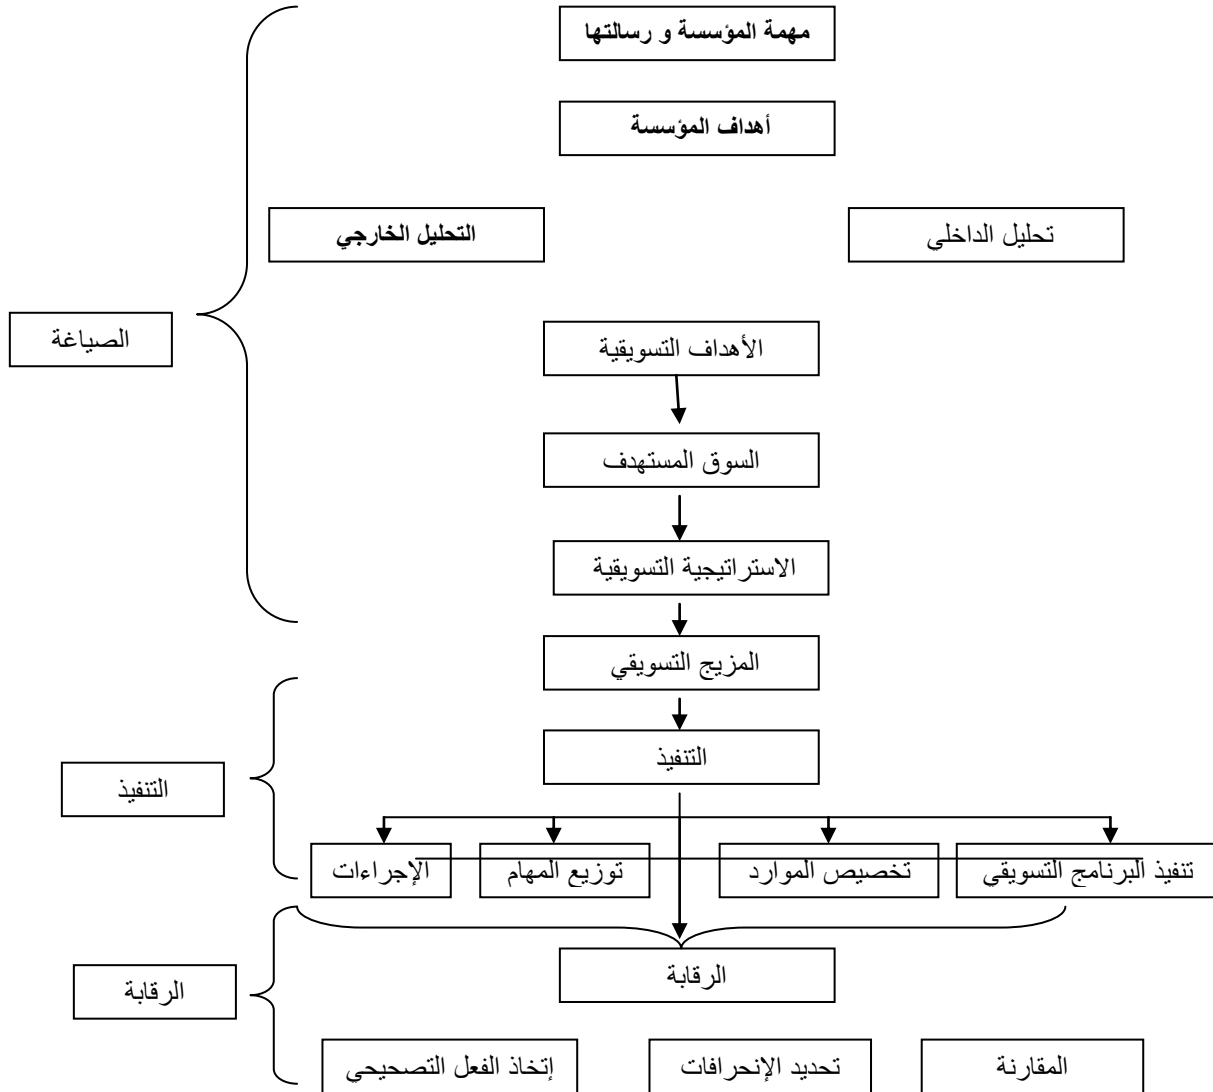 مهمة المؤسسة و رسالتها
أهداف المؤسسة
تحليل الداخلي
التحليل الخارجي
الصياغة
الأهداف التسويقية
السوق المستهدف
الاستراتيجية التسويقية
المزيج التسويقي
التنفيذ
التنفيذ
تنفيذ البرنامج التسويقي
تخصيص الموارد
توزيع المهام
الإجراءات
الرقابة
الرقابة
المقارنة
تحديد الإنحرافات
إتخاذ الفعل التصحيحي